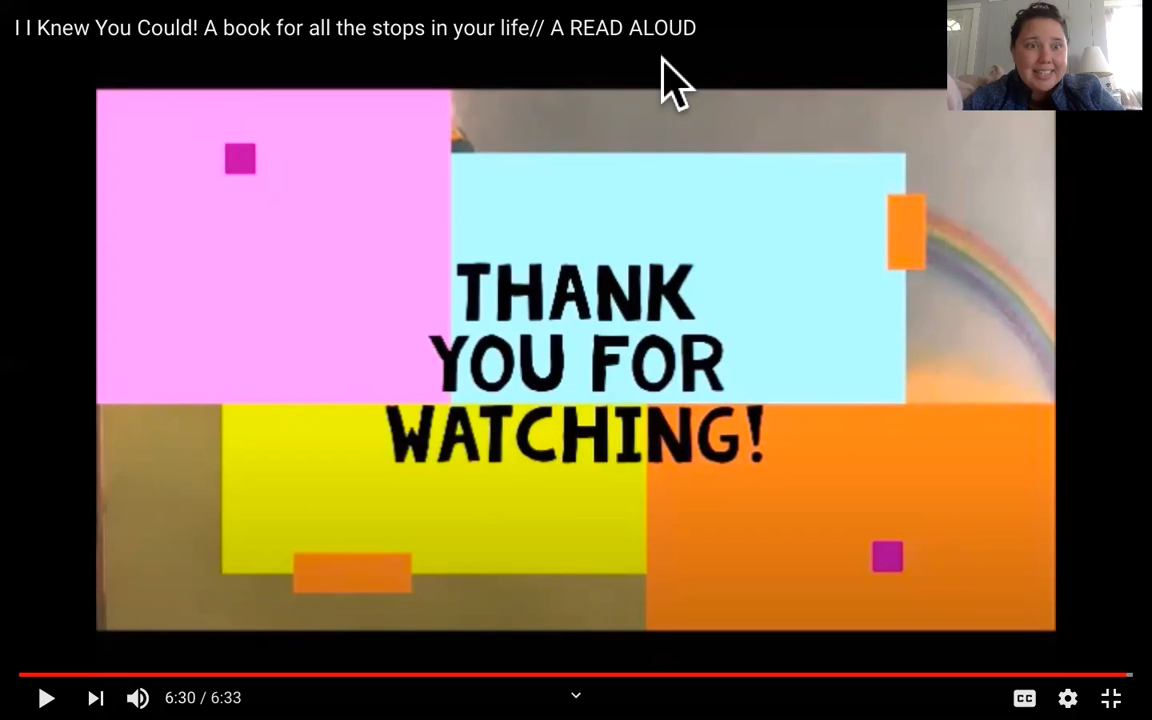 I I Knew You Could! A book for all the stops in your life// A READ ALOUD
THANK
YOU FOR
WATCHING!
6:30 / 6:33
CC